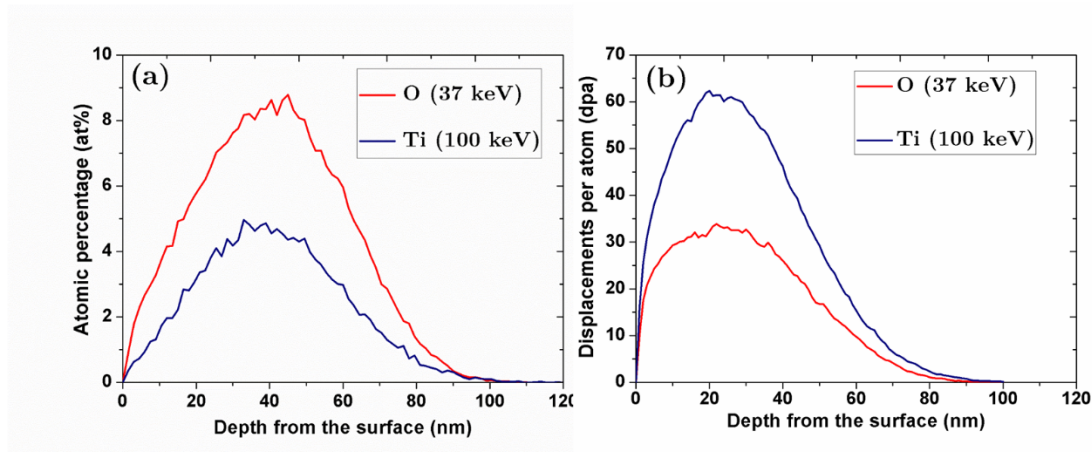 (a)
O (37 keV)
Ti (100 keV)
Atomic percentage (at%)
10
8
6
4
2
0
0 20 40 60 80 100 120
Depth from the surface (nm)
(b)
O (37 keV)
Ti (100 keV)
Displacements per atom (dpa)
70
60
50
40
30
20
10
0
0 20 40 60 80 100 120
Depth from the surface (nm)